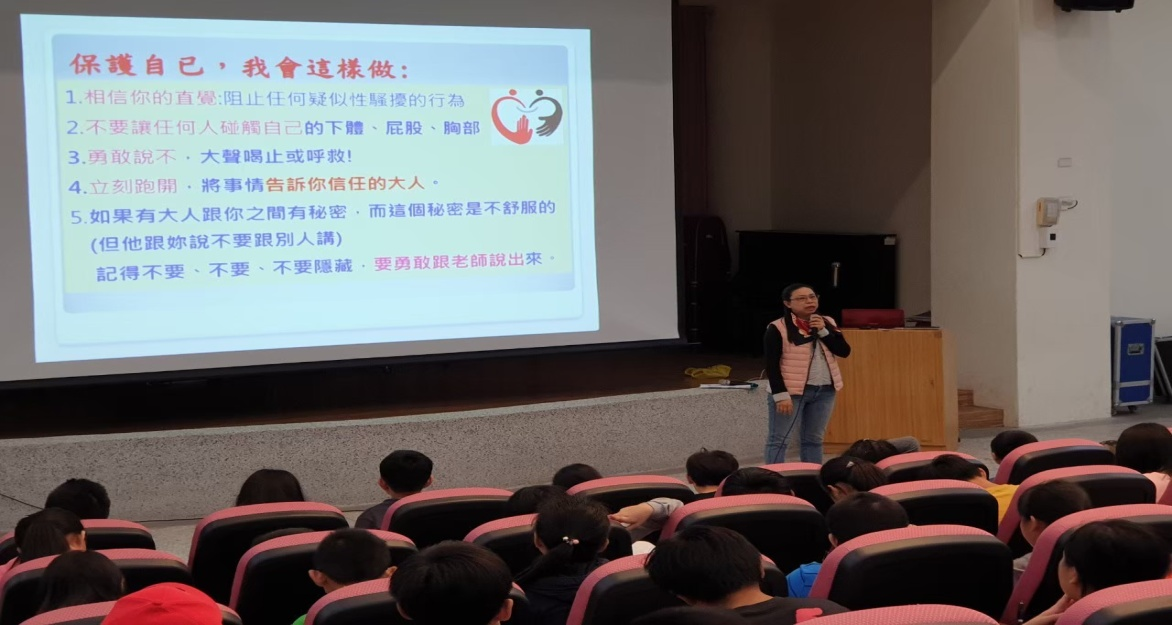 保護自己，我會這樣做:
1.相信你的直覺:阻止任何疑似性騷擾的行為
2.不要讓任何人碰觸自己的下體、屁股、胸部
3.勇敢說不，大聲喝止或呼救!
4.立刻跑開，將事情告訴你信任的大人。
5.如果有大人跟你之間有秘密，而這個秘密是不舒服的
(但他跟妳說不要跟別人講)
記得不要、不要、不要隱藏，要勇敢跟老師說出來。